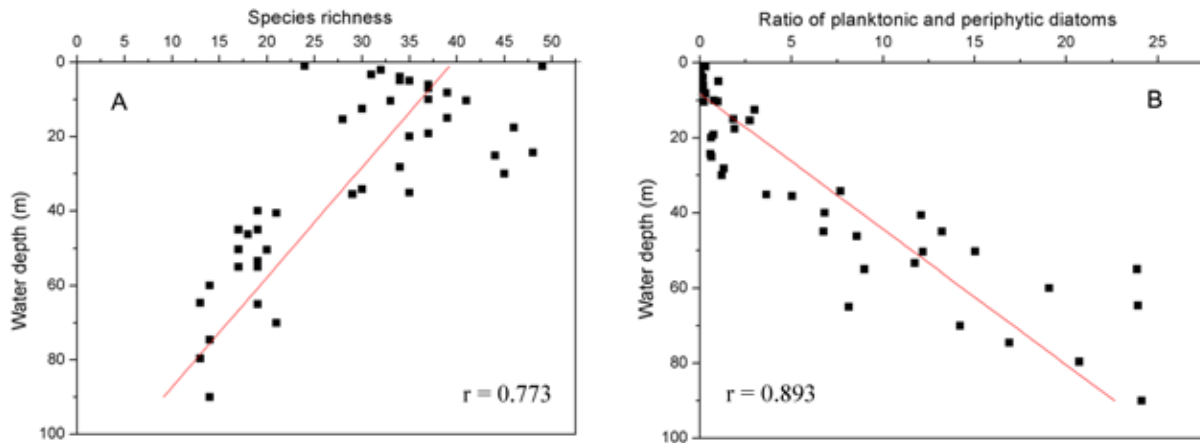 Species richness
0 5 10 15 20 25 30 35 40 45 50
0
20
40
60
80
100
Water depth (m)
A
r = 0.773
Ratio of planktonic and periphytic diatoms
0 5 10 15 20 25
0
20
40
60
80
100
Water depth (m)
B
r = 0.893